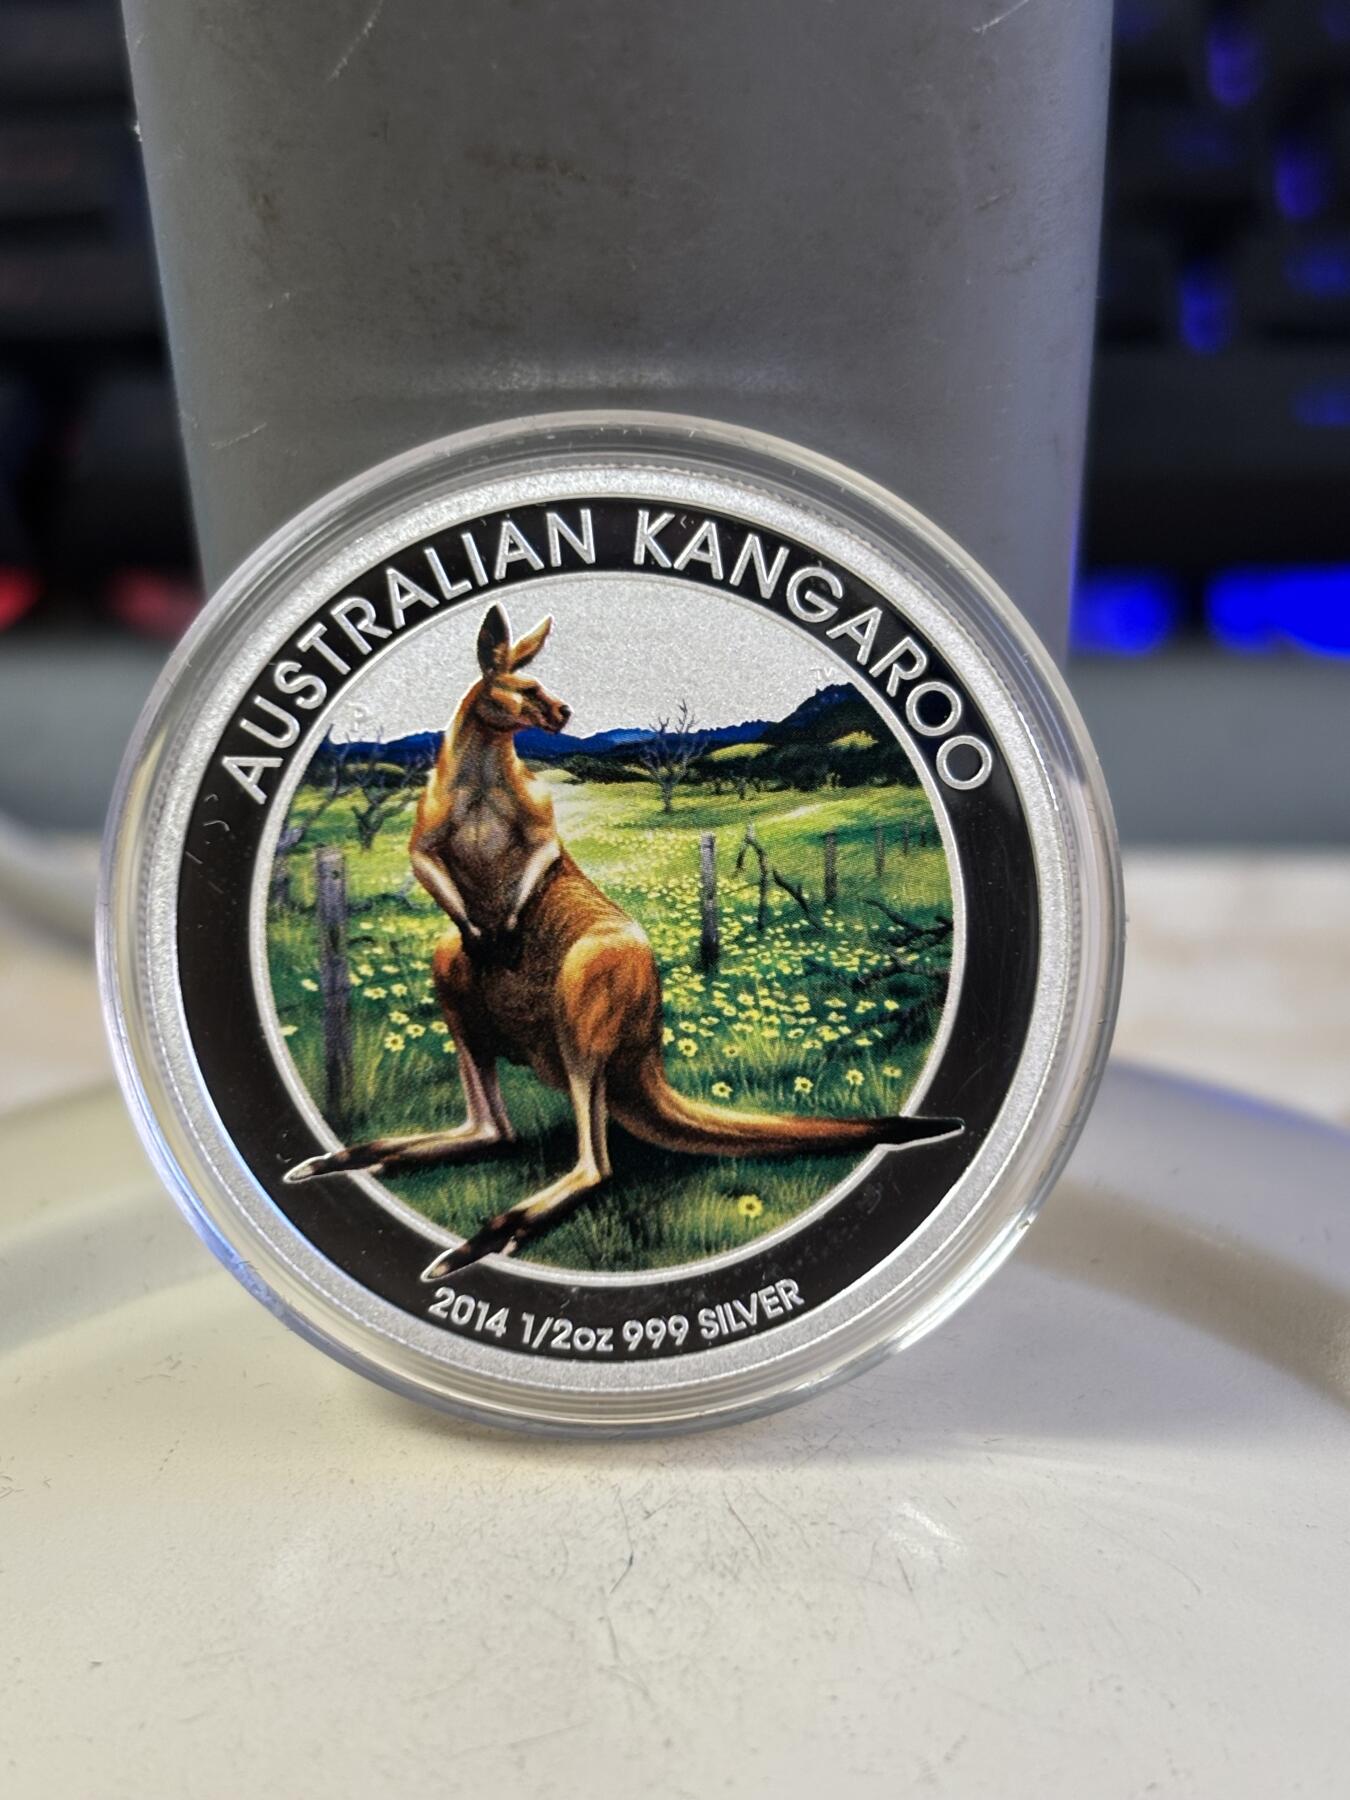 AUSTRALIAN KANGAROO
2014 1/2oz 999 SILVER